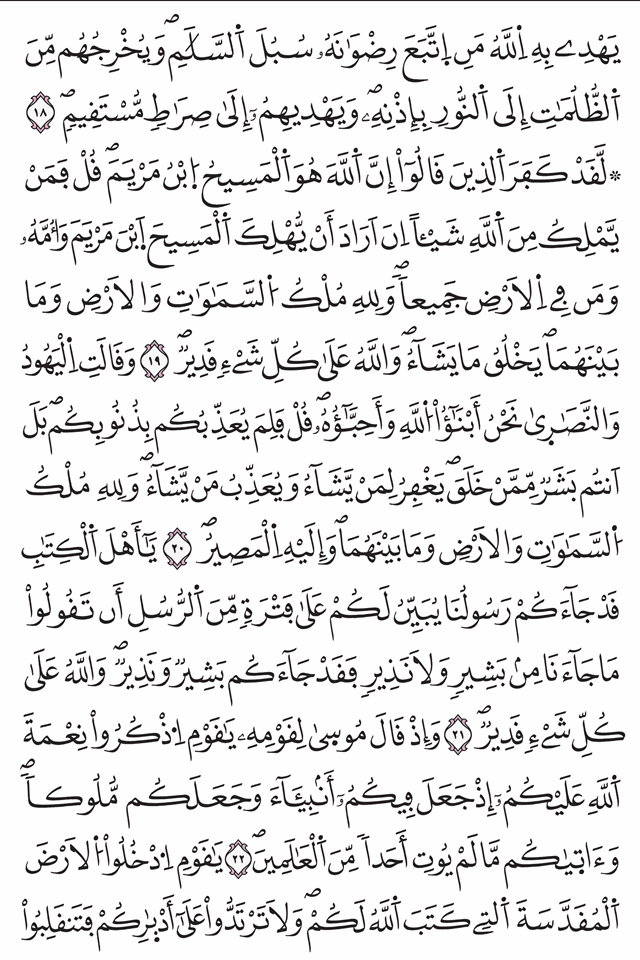 يَهْدِے بِهِ اِ۬للَّهُ مَنِ اِ۪تَّبَعَ رِضْوَٰنَهُۥ سُبُلَ اَ۬لسَّلَٰمِۖ وَيُخْرِجُهُم مِّنَ
اَ۬لظُّلُمَٰتِ إِلَى اَ۬لنُّورِ بِإِذْنِهِۦۖ وَيَهْدِيهِمُۥٓ إِلَىٰ صِرَٰطٖ مُّسْتَقِيمٖۖ ١٨
۞ لَّقَدْ كَفَرَ اَ۬لذِينَ قَالُوٓاْ إِنَّ اَ۬للَّهَ هُوَ اَ۬لْمَسِيحُ اُ۪بْنُ مَرْيَمَۖ قُلْ فَمَنْ
يَّمْلِكُ مِنَ اَ۬للَّهِ شَيْـًٔا اِنَ اَرَادَ أَنْ يُّهْلِكَ اَ۬لْمَسِيحَ اَ۪بْنَ مَرْيَمَ وَأُمَّهُۥ
وَمَن فِے اِ۬لَارْضِ جَمِيعاٗۖ وَلِلهِ مُلْكُ اُ۬لسَّمَٰوَٰتِ وَالَارْضِ وَمَا
بَيْنَهُمَاۖ يَخْلُقُ مَا يَشَآءُۖ وَاللَّهُ عَلَىٰ كُلِّ شَےْءٖ قَدِيرٞۖ ١٩ وَقَالَتِ اِ۬لْيَهُودُ
وَالنَّصَٰرَىٰ نَحْنُ أَبْنَٰٓؤُاْ اُ۬للَّهِ وَأَحِبَّٰٓؤُهُۥۖ قُلْ فَلِمَ يُعَذِّبُكُم بِذُنُوبِكُمۖ بَلَ
اَنتُم بَشَرٞ مِّمَّنْ خَلَقَۖ يَغْفِرُ لِمَنْ يَّشَآءُ وَيُعَذِّبُ مَنْ يَّشَآءُۖ وَلِلهِ مُلْكُ
اُ۬لسَّمَٰوَٰتِ وَالَارْضِ وَمَا بَيْنَهُمَاۖ وَإِلَيْهِ اِ۬لْمَصِيرُۖ ٢٠ يَٰٓأَهْلَ اَ۬لْكِتَٰبِ
قَدْ جَآءَكُمْ رَسُولُنَا يُبَيِّنُ لَكُمْ عَلَىٰ فَتْرَةٖ مِّنَ اَ۬لرُّسُلِ أَن تَقُولُواْ
مَا جَآءَنَا مِنۢ بَشِيرٖ وَلَا نَذِيرٖ فَقَدْ جَآءَكُم بَشِيرٞ وَنَذِيرٞۖ وَاللَّهُ عَلَىٰ
كُلِّ شَےْءٖ قَدِيرٞۖ ٢١ وَإِذْ قَالَ مُوسَىٰ لِقَوْمِهِۦ يَٰقَوْمِ اِ۟ذْكُرُواْ نِعْمَةَ
اَ۬للَّهِ عَلَيْكُمُۥٓ إِذْ جَعَلَ فِيكُمُۥٓ أَنۢبِئَآءَ وَجَعَلَكُم مُّلُوكاٗۖ
وَءَاتَىٰكُم مَّا لَمْ يُوتِ أَحَداٗ مِّنَ اَ۬لْعَٰلَمِينَۖ ٢٢ يَٰقَوْمِ اِ۟دْخُلُواْ اُ۬لَارْضَ
اَ۬لْمُقَدَّسَةَ اَ۬لتِے كَتَبَ اَ۬للَّهُ لَكُمْۖ وَلَا تَرْتَدُّواْ عَلَىٰٓ أَدْبٰ۪رِكُمْ فَتَنقَلِبُواْ